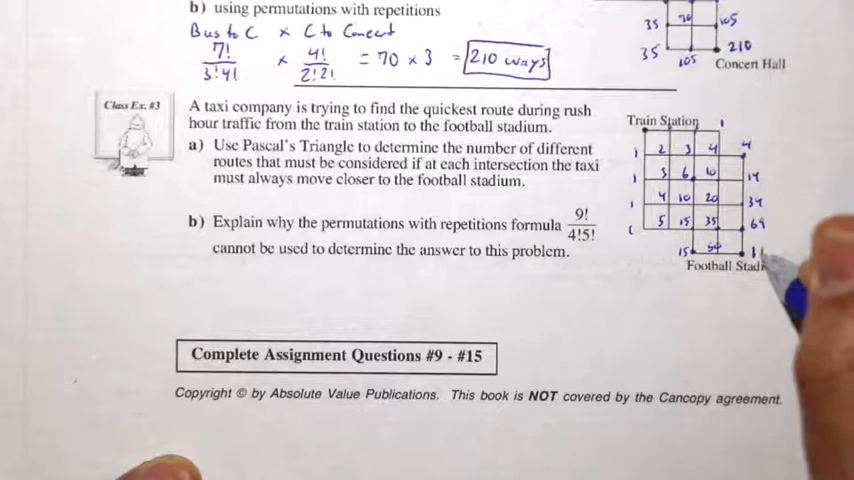 b) using permutations with repetitions
Bus to C × C to Concert
7!/3!4! × 4!/2!2! = 70 × 3 = 210 ways
35 70 105
35 105 210
Concert Hall
Class Ex. #3
A taxi company is trying to find the quickest route during rush
hour traffic from the train station to the football stadium.
a) Use Pascal's Triangle to determine the number of different
routes that must be considered if at each intersection the taxi
must always move closer to the football stadium.
b) Explain why the permutations with repetitions formula 9!/4!5!
cannot be used to determine the answer to this problem.
Train Station 1
1 2 3 4 4
1 3 6 10 14
1 4 10 20 34
1 5 15 35 69
15 50
Football Stadi
Complete Assignment Questions #9 - #15
Copyright © by Absolute Value Publications. This book is NOT covered by the Cancopy agreement.